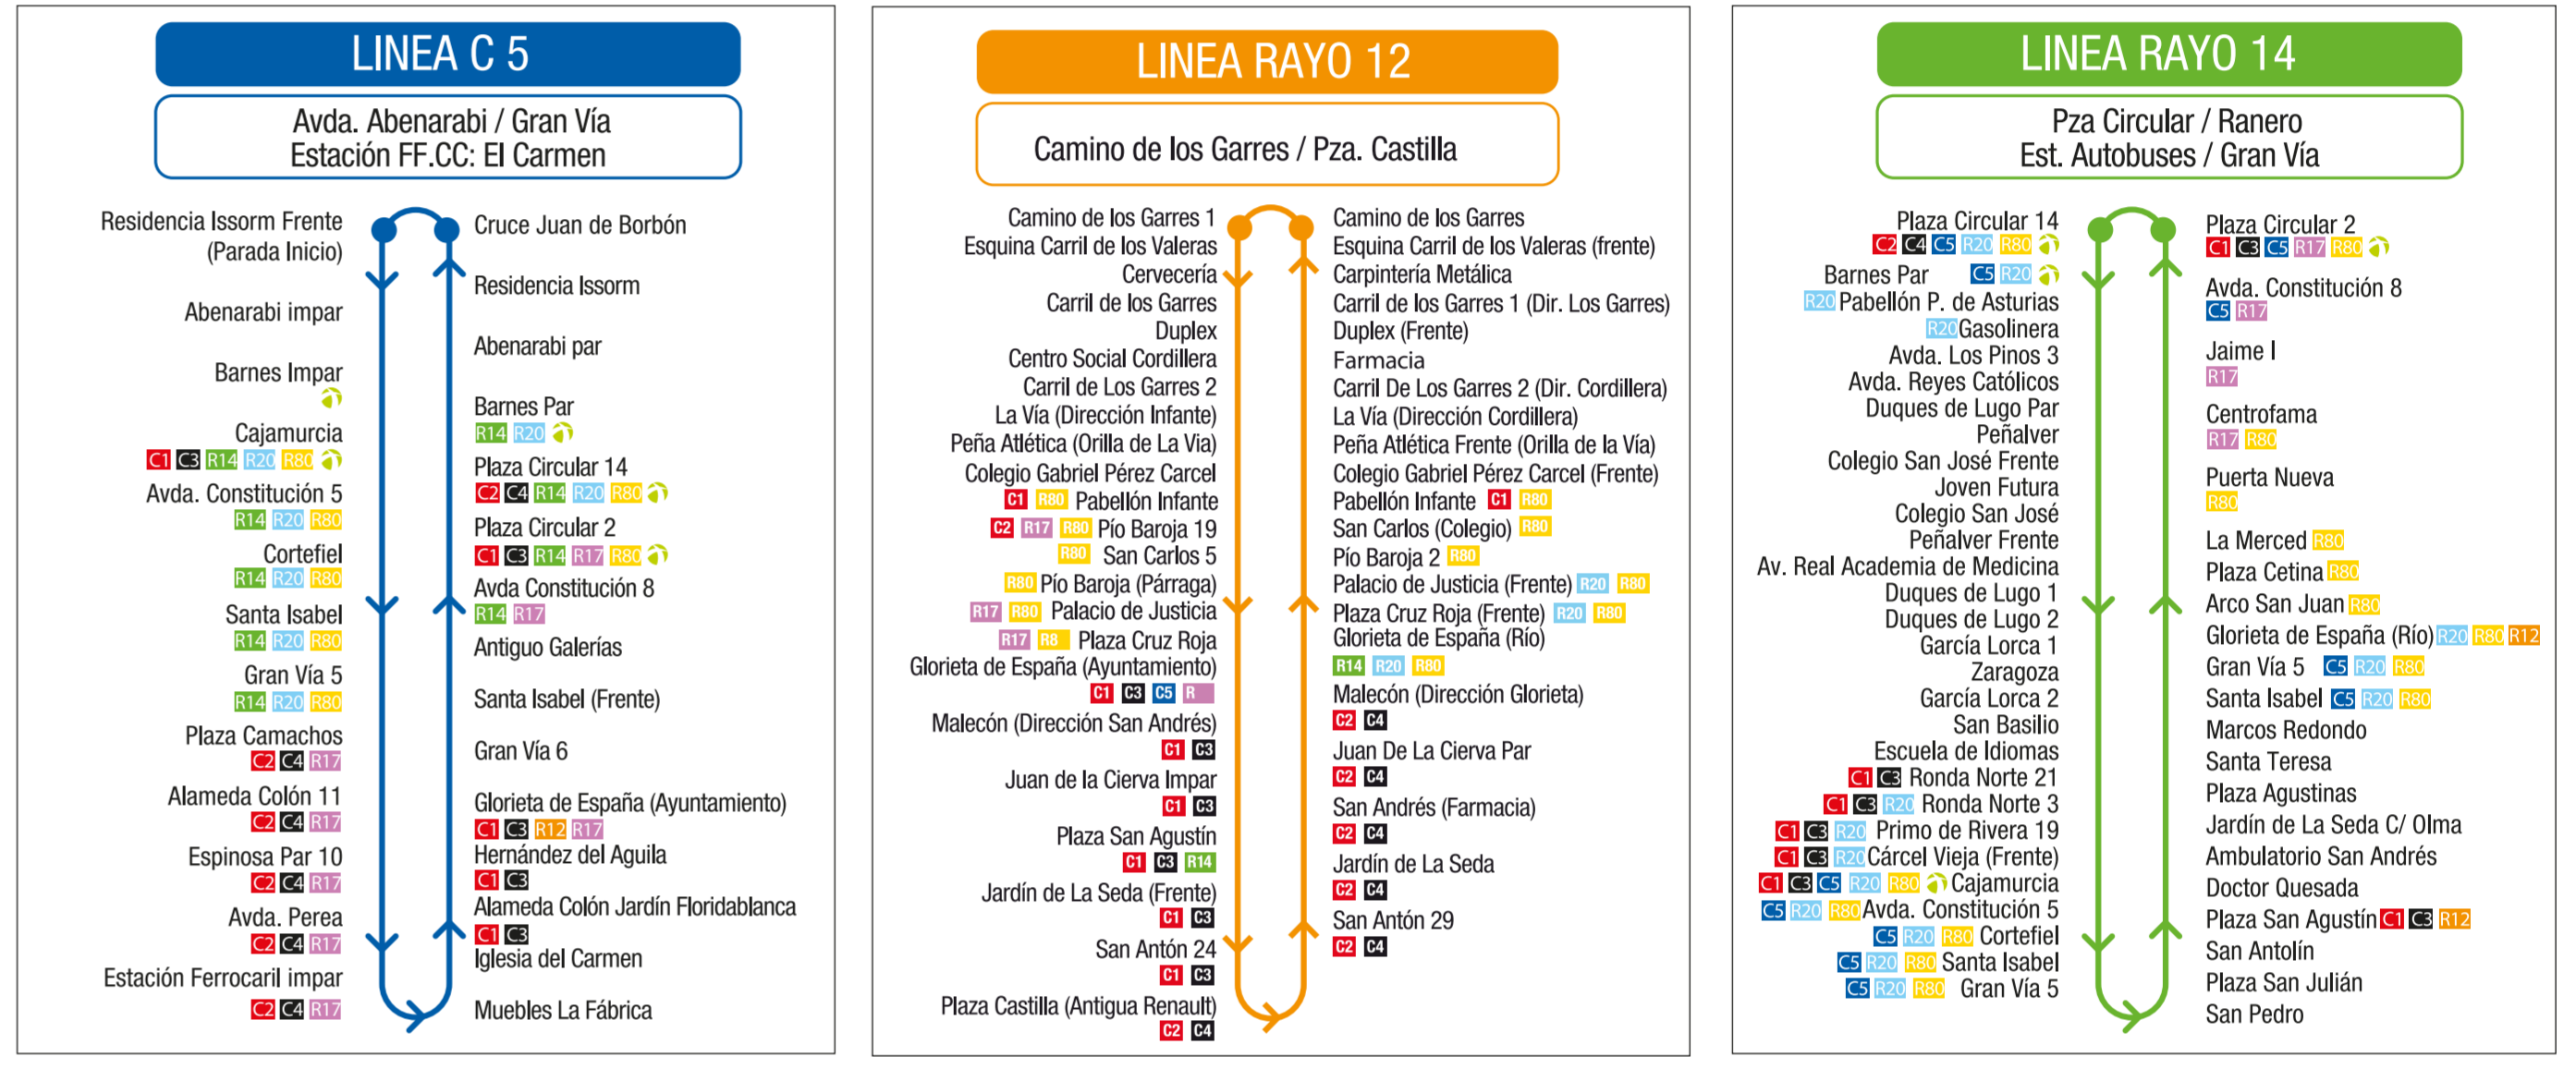 LINEA C 5
Avda. Abenarabi / Gran Vía
Estación FF.CC: El Carmen
Residencia Issorm Frente
(Parada Inicio)
Abenarabi impar
Barnes Impar
Cajamurcia
C1 C3 R14 R20 R80
Avda. Constitución 5
R14 R20 R80
Cortefiel
R14 R20 R80
Santa Isabel
R14 R20 R80
Gran Vía 5
R14 R20 R80
Plaza Camachos
C2 C4 R17
Alameda Colón 11
C2 C4 R17
Espinosa Par 10
C2 C4 R17
Avda. Perea
C2 C4 R17
Estación Ferrocaril impar
C2 C4 R17
Cruce Juan de Borbón
Residencia Issorm
Abenarabi par
Barnes Par
R14 R20
Plaza Circular 14
C2 C4 R14 R20 R80
Plaza Circular 2
C1 C3 R14 R17 R80
Avda Constitución 8
R14 R17
Antiguo Galerías
Santa Isabel (Frente)
Gran Vía 6
Glorieta de España (Ayuntamiento)
C1 C3 R12 R17
Hernández del Aguila
C1 C3
Alameda Colón Jardín Floridablanca
C1 C3
Iglesia del Carmen
Muebles La Fábrica
LINEA RAYO 12
Camino de los Garres / Pza. Castilla
Camino de los Garres 1
Esquina Carril de los Valeras
Cervecería
Carril de los Garres
Duplex
Centro Social Cordillera
Carril de Los Garres 2
La Vía (Dirección Infante)
Peña Atlética (Orilla de La Via)
Colegio Gabriel Pérez Carcel
C1 R80 Pabellón Infante
C2 R17 R80 Pío Baroja 19
R80 San Carlos 5
R80 Pío Baroja (Párraga)
R17 R80 Palacio de Justicia
R17 R8 Plaza Cruz Roja
Glorieta de España (Ayuntamiento)
C1 C3 C5 R
Malecón (Dirección San Andrés)
C1 C3
Juan de la Cierva Impar
C1 C3
Plaza San Agustín
C1 C3 R14
Jardín de La Seda (Frente)
C1 C3
San Antón 24
C1 C3
Plaza Castilla (Antigua Renault)
C2 C4
Camino de los Garres
Esquina Carril de los Valeras (frente)
Carpintería Metálica
Carril de los Garres 1 (Dir. Los Garres)
Duplex (Frente)
Farmacia
Carril De Los Garres 2 (Dir. Cordillera)
La Vía (Dirección Cordillera)
Peña Atlética Frente (Orilla de la Vía)
Colegio Gabriel Pérez Carcel (Frente)
Pabellón Infante C1 R80
San Carlos (Colegio) R80
Pío Baroja 2 R80
Palacio de Justicia (Frente) R20 R80
Plaza Cruz Roja (Frente) R20 R80
Glorieta de España (Río)
R14 R20 R80
Malecón (Dirección Glorieta)
C2 C4
Juan De La Cierva Par
C2 C4
San Andrés (Farmacia)
C2 C4
Jardín de La Seda
C2 C4
San Antón 29
C2 C4
LINEA RAYO 14
Pza Circular / Ranero
Est. Autobuses / Gran Vía
Plaza Circular 14
C2 C4 C5 R20 R80
Barnes Par C5 R20
R20 Pabellón P. de Asturias
R20 Gasolinera
Avda. Los Pinos 3
Avda. Reyes Católicos
Duques de Lugo Par
Peñalver
Colegio San José Frente
Joven Futura
Colegio San José
Peñalver Frente
Av. Real Academia de Medicina
Duques de Lugo 1
Duques de Lugo 2
García Lorca 1
Zaragoza
García Lorca 2
San Basilio
Escuela de Idiomas
C1 C3 Ronda Norte 21
C1 C3 R20 Ronda Norte 3
C1 C3 R20 Primo de Rivera 19
C1 C3 R20 Cárcel Vieja (Frente)
C1 C3 C5 R20 R80 Cajamurcia
C5 R20 R80 Avda. Constitución 5
C5 R20 R80 Cortefiel
C5 R20 R80 Santa Isabel
C5 R20 R80 Gran Vía 5
Plaza Circular 2
C1 C3 C5 R17 R80
Avda. Constitución 8
C5 R17
Jaime I
R17
Centrofama
R17 R80
Puerta Nueva
R80
La Merced R80
Plaza Cetina R80
Arco San Juan R80
Glorieta de España (Río) R20 R80 R12
Gran Vía 5 C5 R20 R80
Santa Isabel C5 R20 R80
Marcos Redondo
Santa Teresa
Plaza Agustinas
Jardín de La Seda C/ Olma
Ambulatorio San Andrés
Doctor Quesada
Plaza San Agustín C1 C3 R12
San Antolín
Plaza San Julián
San Pedro